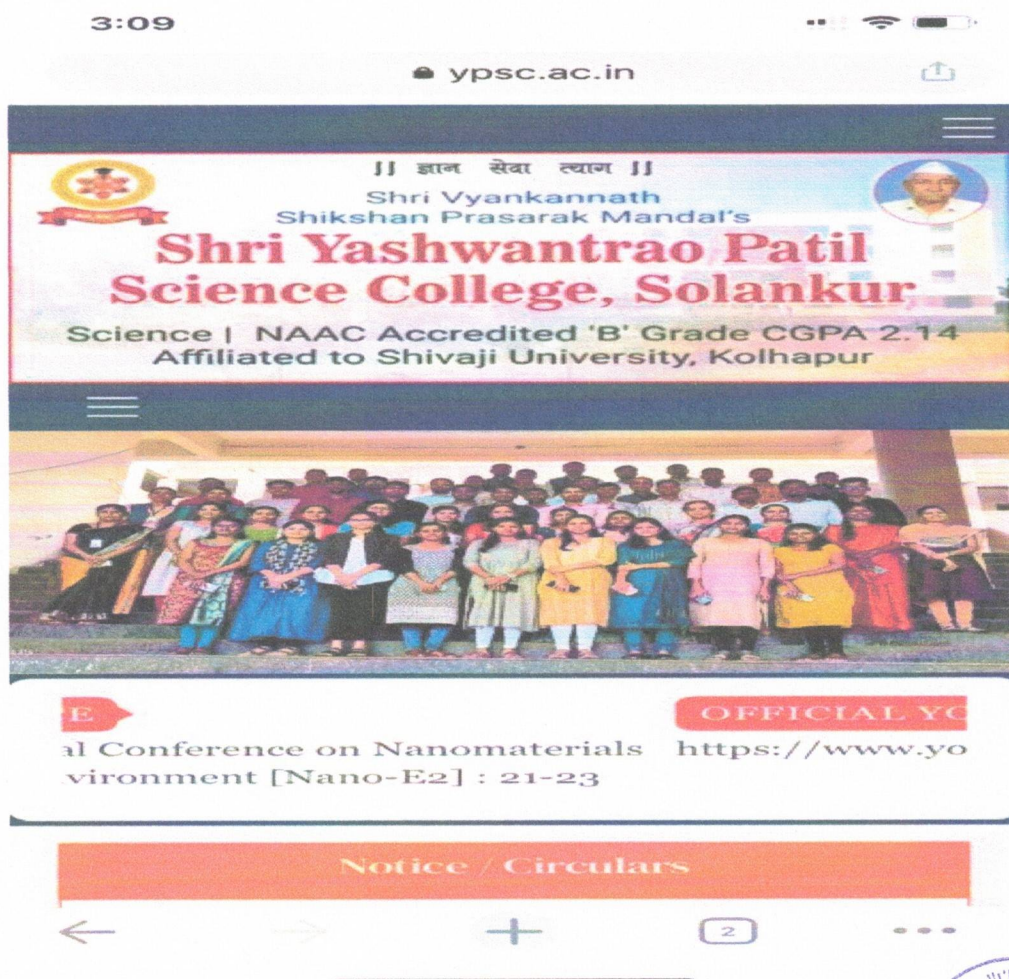 3:09
ypsc.ac.in
|| ज्ञान सेवा त्याग ||
Shri Vyankannath
Shikshan Prasarak Mandal's
Shri Yashwantrao Patil
Science College, Solankur
Science | NAAC Accredited 'B' Grade CGPA 2.14
Affiliated to Shivaji University, Kolhapur
E
OFFICIAL YO
al Conference on Nanomaterials
https://www.yo
vironment [Nano-E2] : 21-23
Notice / Circulars
2